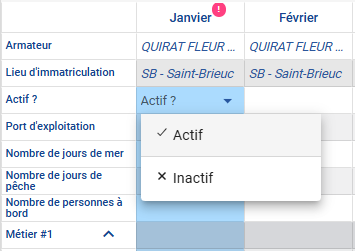 Janvier ! Février
Armateur QUIRAT FLEUR ... QUIRAT FLEUR ...
Lieu d'immatriculation SB - Saint-Brieuc SB - Saint-Brieuc
Actif ? Actif ?
Port d'exploitation
Actif
Nombre de jours de mer
Nombre de jours de
pêche
Inactif
Nombre de personnes à
bord
Métier #1